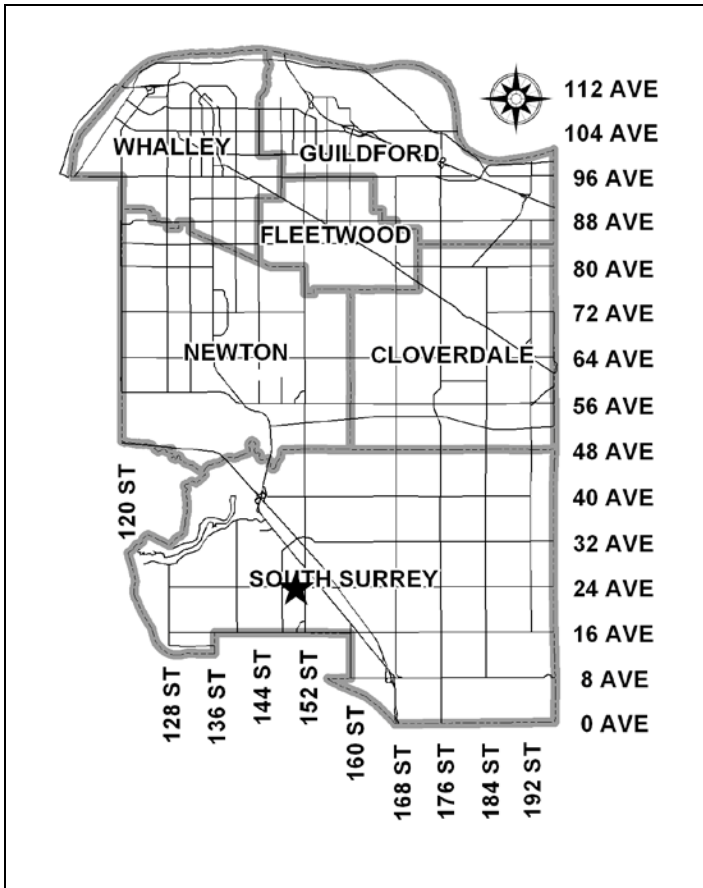 112 AVE
104 AVE
WHALLEY
GUILDFORD
96 AVE
88 AVE
FLEETWOOD
80 AVE
72 AVE
NEWTON
CLOVERDALE
64 AVE
56 AVE
48 AVE
120 ST
40 AVE
32 AVE
SOUTH SURREY
24 AVE
16 AVE
128 ST
136 ST
144 ST
152 ST
160 ST
168 ST
176 ST
184 ST
192 ST
8 AVE
0 AVE